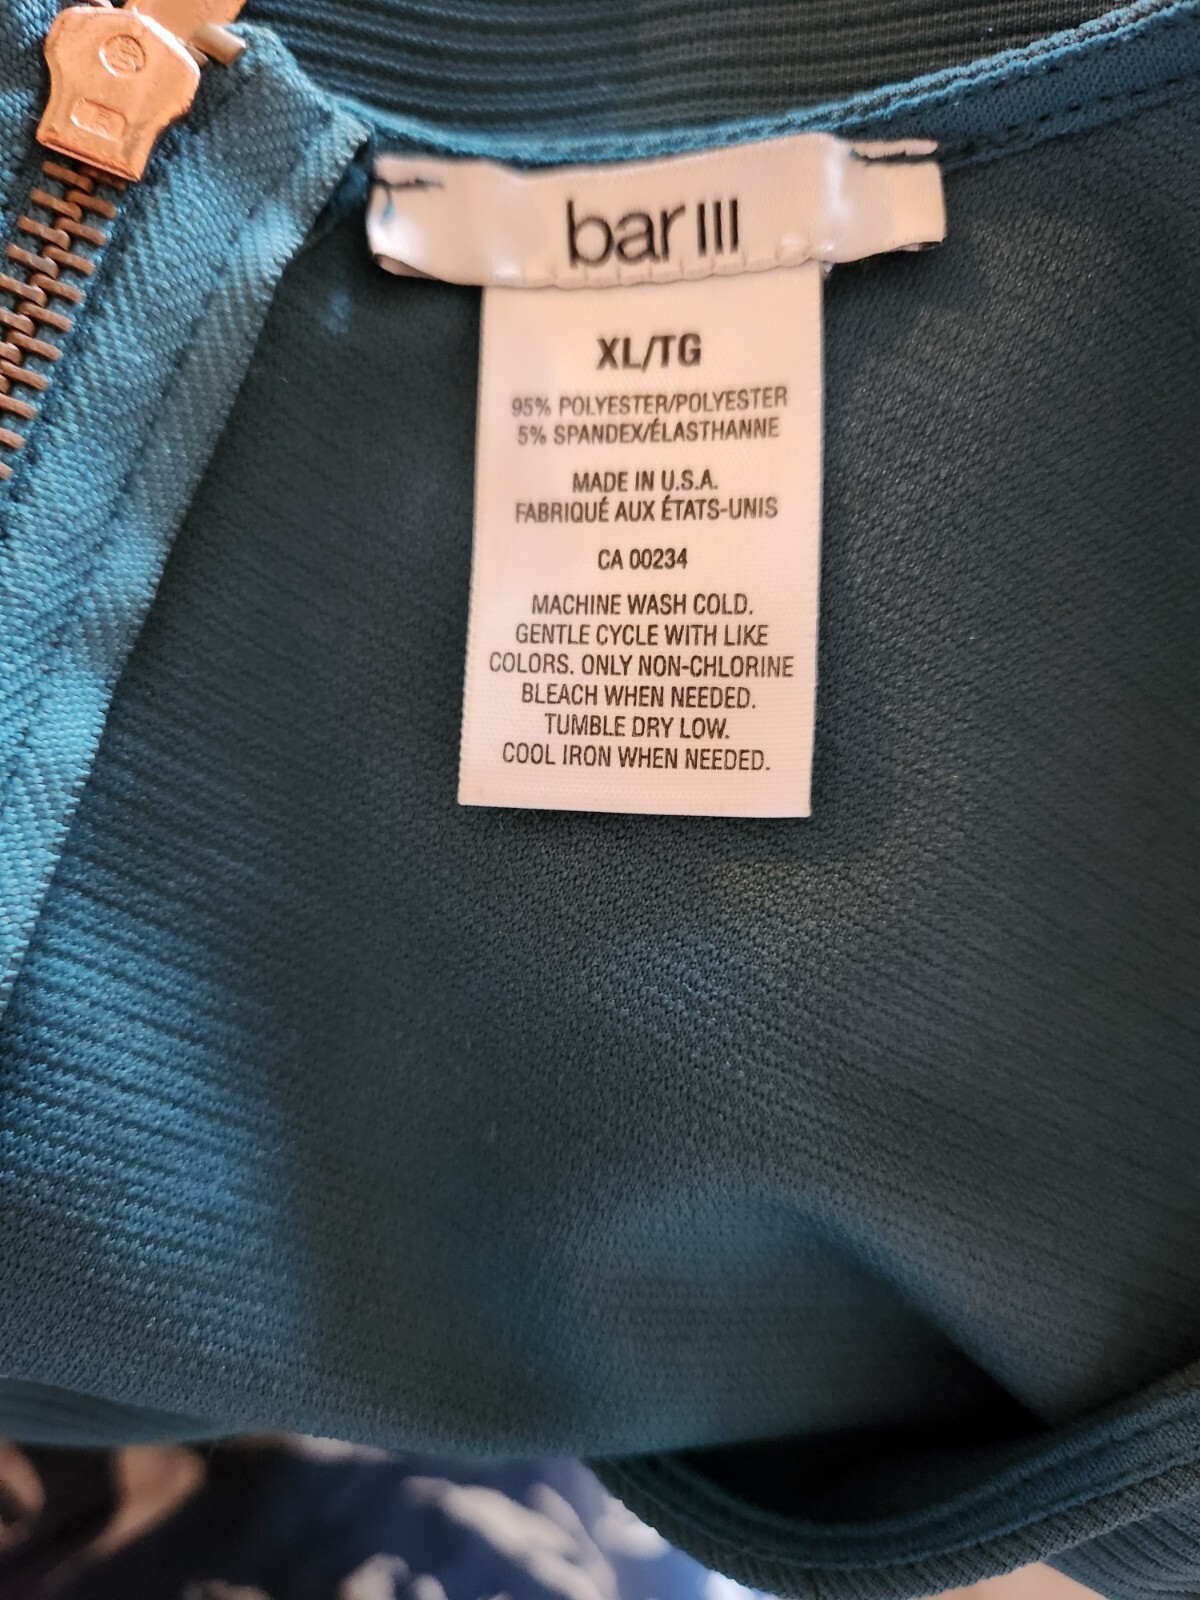 bar III
XL/TG
95% POLYESTER/POLYESTER
5% SPANDEX/ÉLASTHANNE
MADE IN U.S.A.
FABRIQUÉ AUX ÉTATS-UNIS
CA 00234
MACHINE WASH COLD.
GENTLE CYCLE WITH LIKE
COLORS. ONLY NON-CHLORINE
BLEACH WHEN NEEDED.
TUMBLE DRY LOW.
COOL IRON WHEN NEEDED.